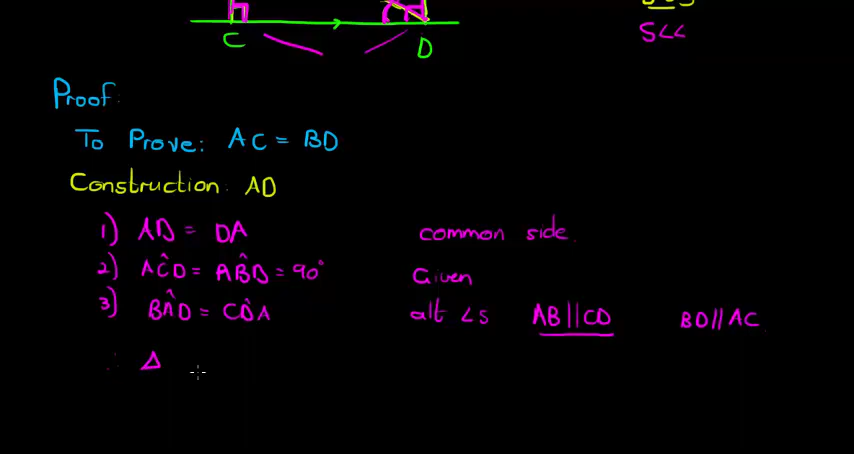 S<<
C
D
Proof:
To Prove: AC = BD
Construction: AD
1) AD = DA common side.
2) AĈD = AB̂D = 90° Given
3) BÂD = CD̂A alt <s AB||CD BD//AC
∴ Δ